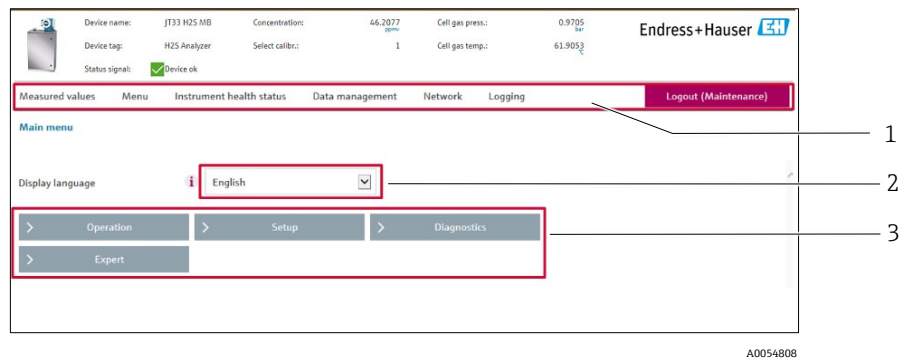 Device name: JT33 H2S MB Concentration: 46.2077 ppmv Cell gas press.: 0.9705 bar
Endress+Hauser EH
Device tag: H2S Analyzer Select calibr.: 1 Cell gas temp.: 61.9053 °C
Status signal: Device ok
Measured values Menu Instrument health status Data management Network Logging Logout (Maintenance)
1
Main menu
Display language i English 2
> Operation > Setup > Diagnostics 3
> Expert
A0054808